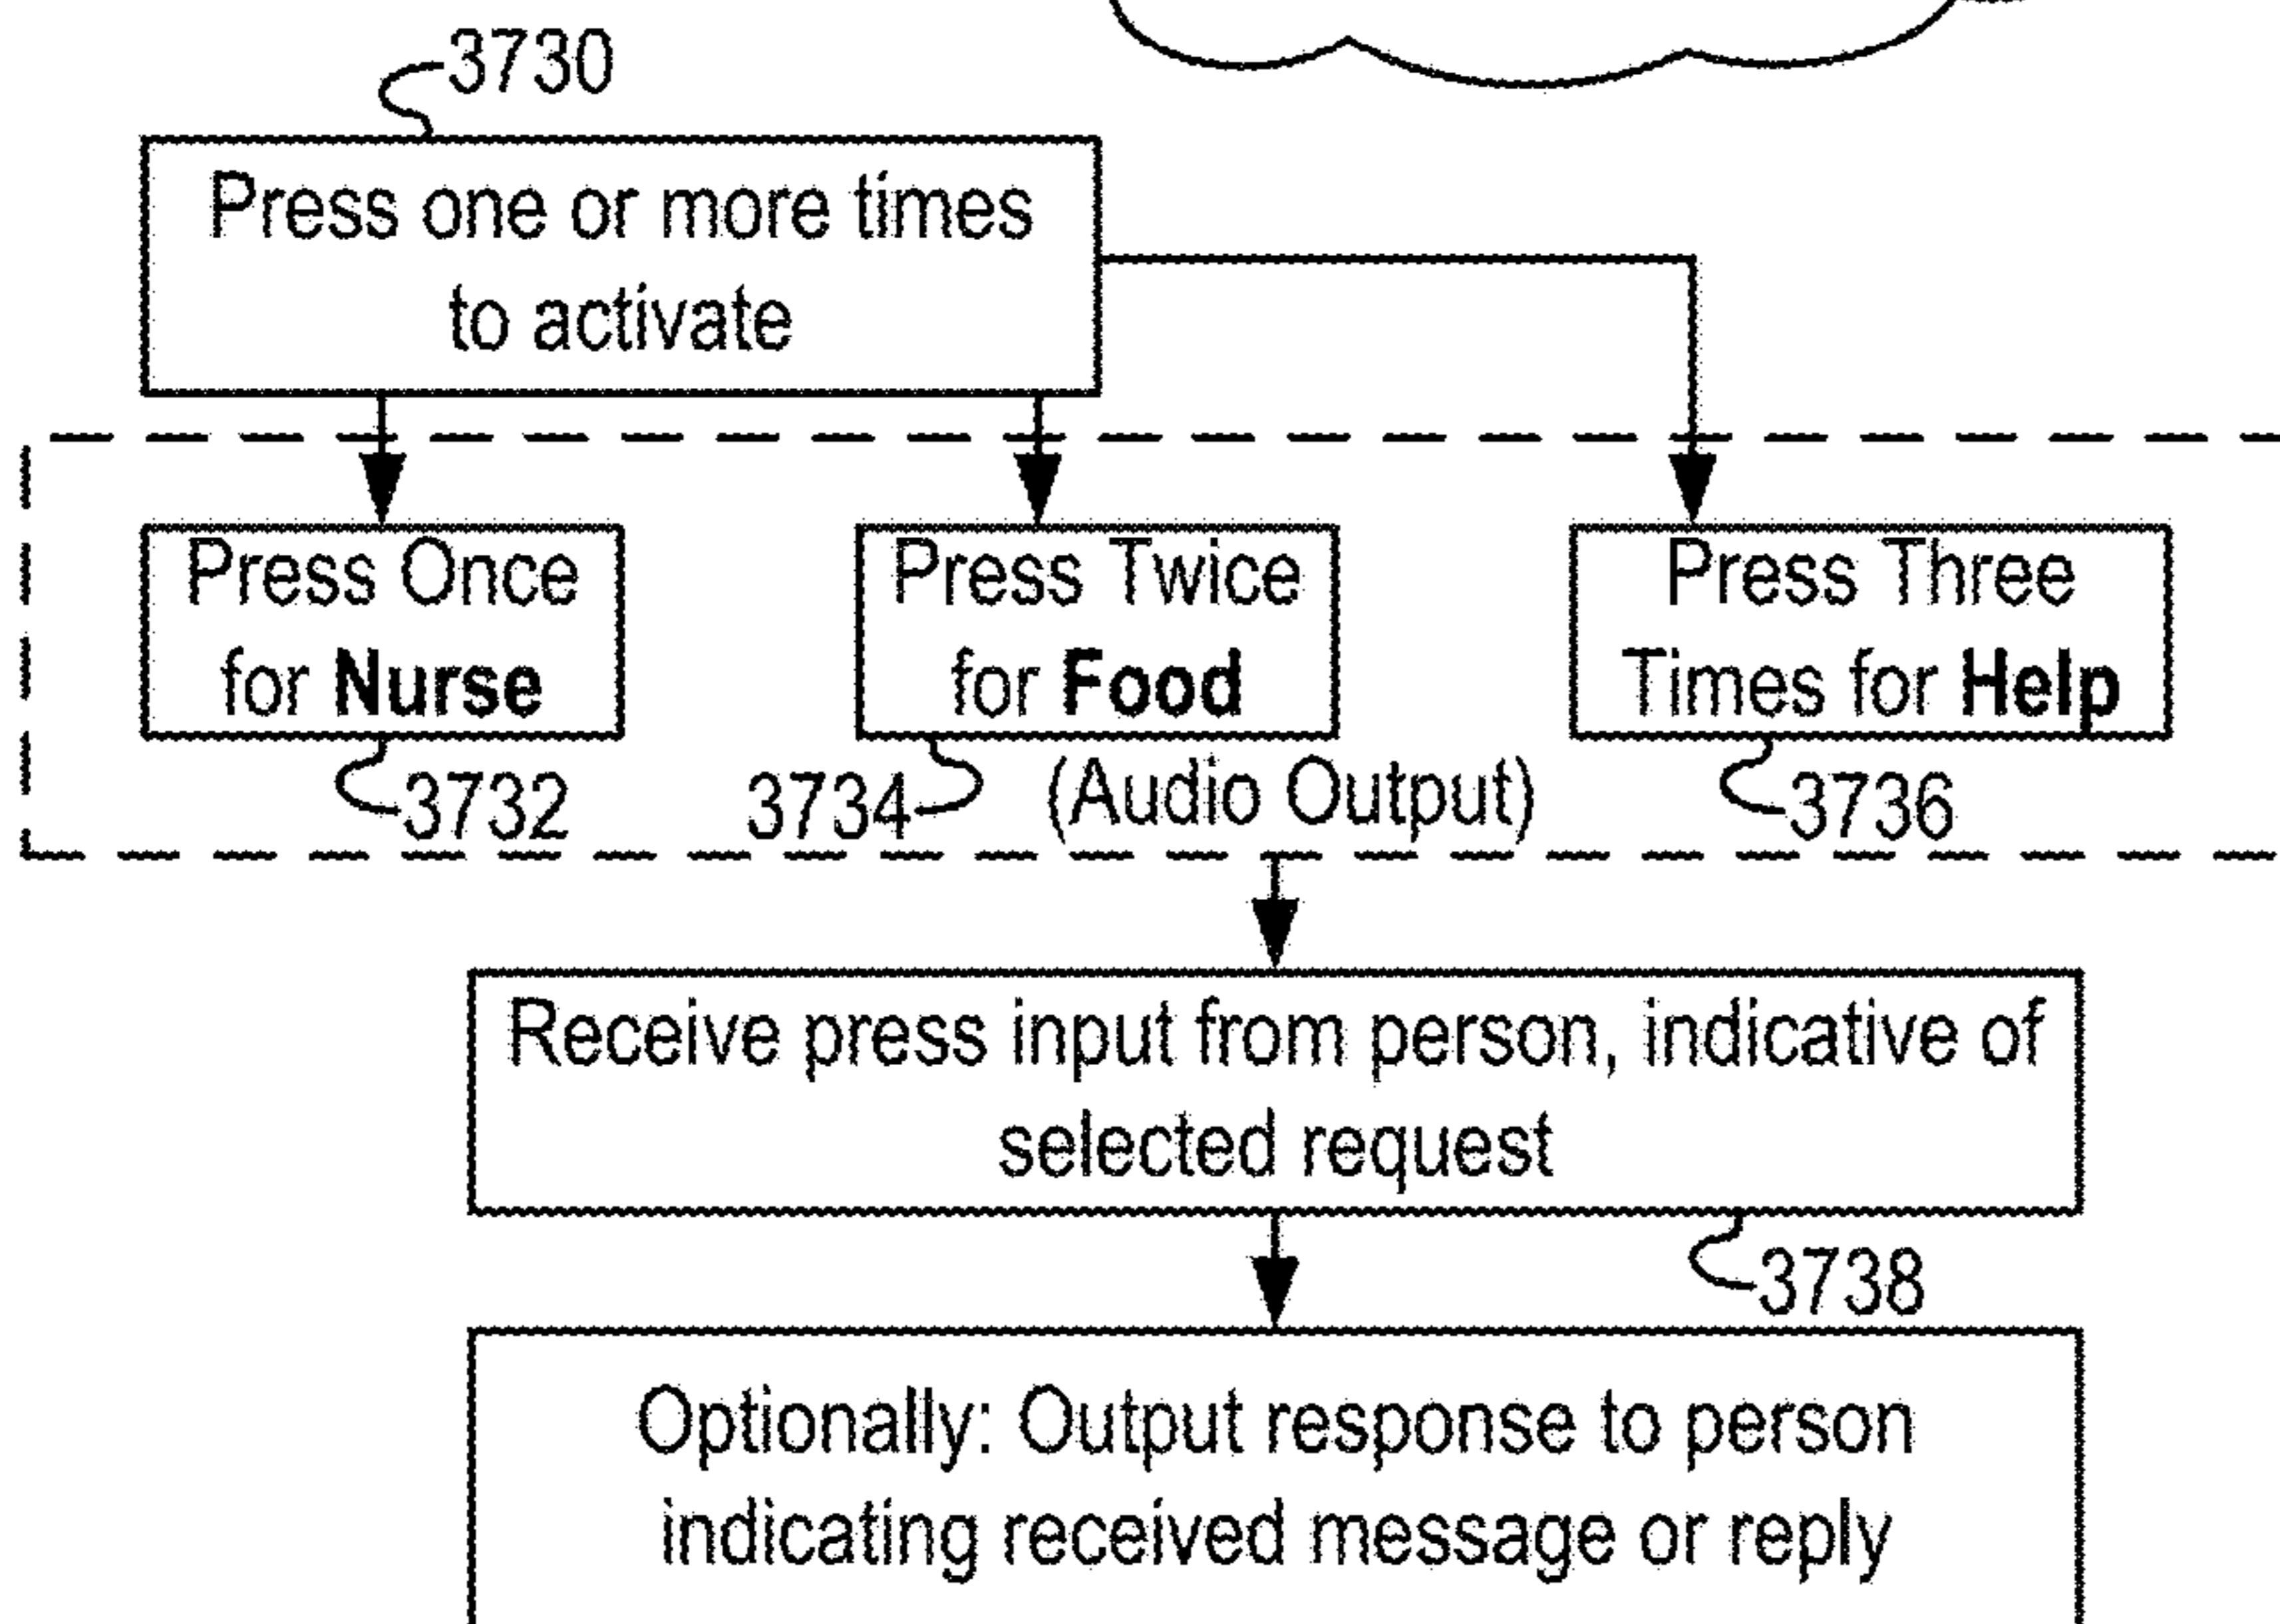 3730
Press one or more times
to activate
Press Once
for Nurse
3732
Press Twice
for Food
3734
(Audio Output)
Press Three
Times for Help
3736
Receive press input from person, indicative of
selected request
3738
Optionally: Output response to person
indicating received message or reply